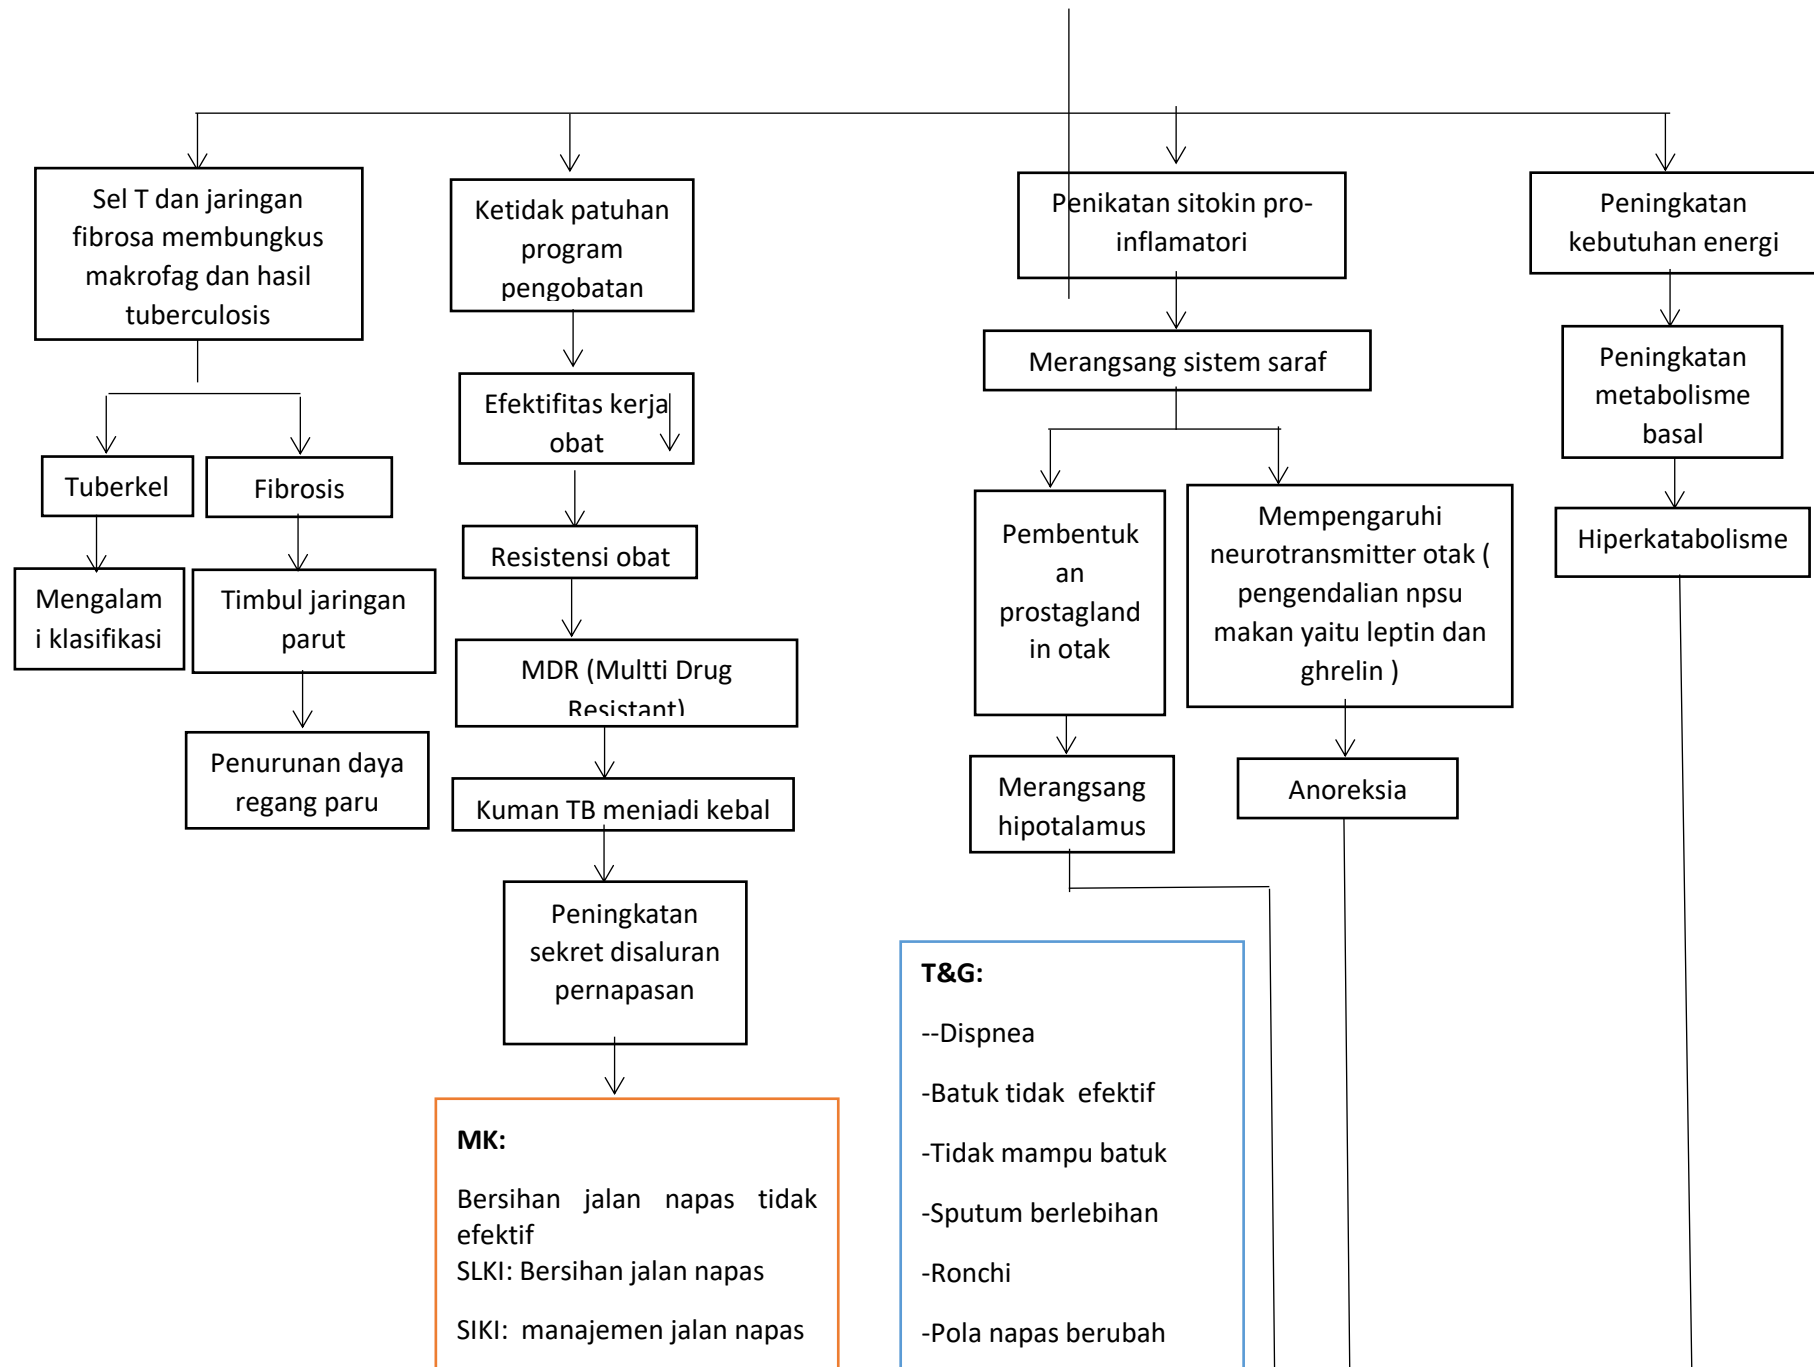 Sel T dan jaringan
fibrosa membungkus
makrofag dan hasil
tuberculosis
Ketidak patuhan
program
pengobatan
Penikatan sitokin pro-
inflamatori
Peningkatan
kebutuhan energi
Merangsang sistem saraf
Peningkatan
metabolisme
basal
Efektifitas kerja
obat
Tuberkel
Fibrosis
Pembentuk
an
prostagland
in otak
Mempengaruhi
neurotransmitter otak (
pengendalian npsu
makan yaitu leptin dan
ghrelin )
Hiperkatabolisme
Resistensi obat
Mengalam
i klasifikasi
Timbul jaringan
parut
MDR (Multti Drug
Resistant)
Penurunan daya
regang paru
Kuman TB menjadi kebal
Merangsang
hipotalamus
Anoreksia
Peningkatan
sekret disaluran
pernapasan
MK:
Bersihan jalan napas tidak
efektif
SLKI: Bersihan jalan napas
SIKI: manajemen jalan napas
T&G:
--Dispnea
-Batuk tidak efektif
-Tidak mampu batuk
-Sputum berlebihan
-Ronchi
-Pola napas berubah